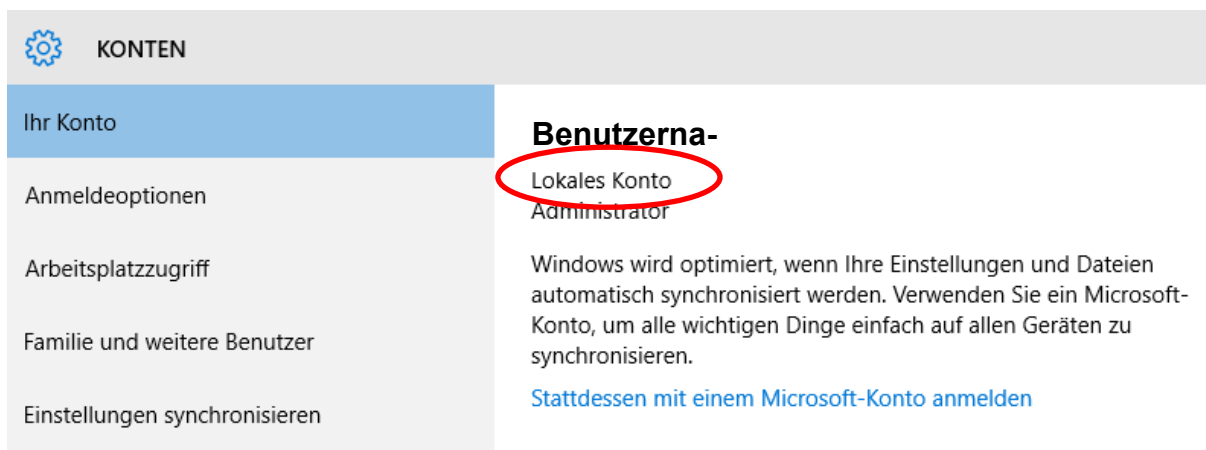 KONTEN
Ihr Konto
Anmeldeoptionen
Arbeitsplatzzugriff
Familie und weitere Benutzer
Einstellungen synchronisieren
Benutzerna-
Lokales Konto
Administrator
Windows wird optimiert, wenn Ihre Einstellungen und Dateien
automatisch synchronisiert werden. Verwenden Sie ein Microsoft-
Konto, um alle wichtigen Dinge einfach auf allen Geräten zu
synchronisieren.
Stattdessen mit einem Microsoft-Konto anmelden